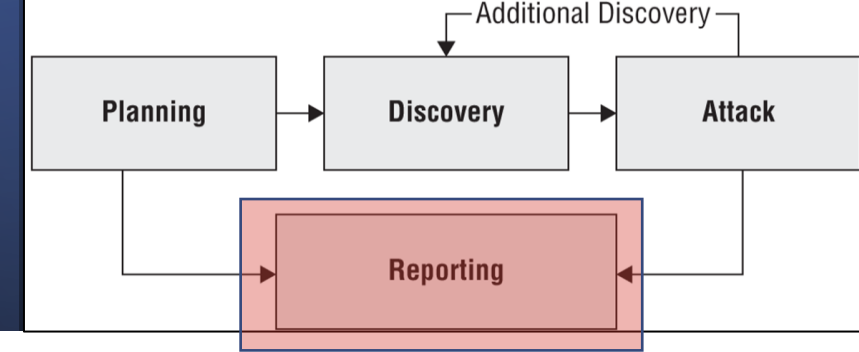 Additional Discovery
Planning
Discovery
Attack
Reporting